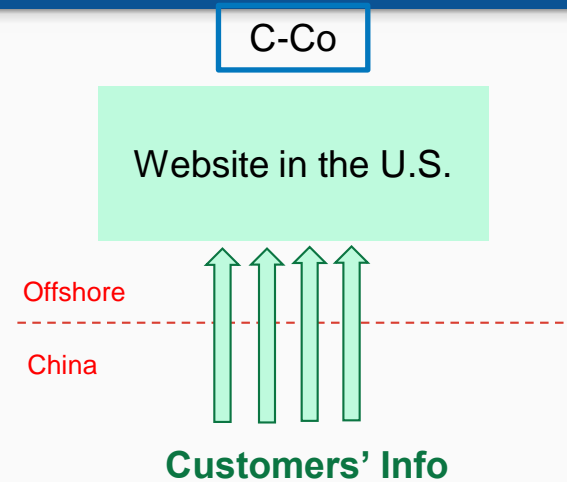 C-Co
Website in the U.S.
Offshore
China
Customers’ Info